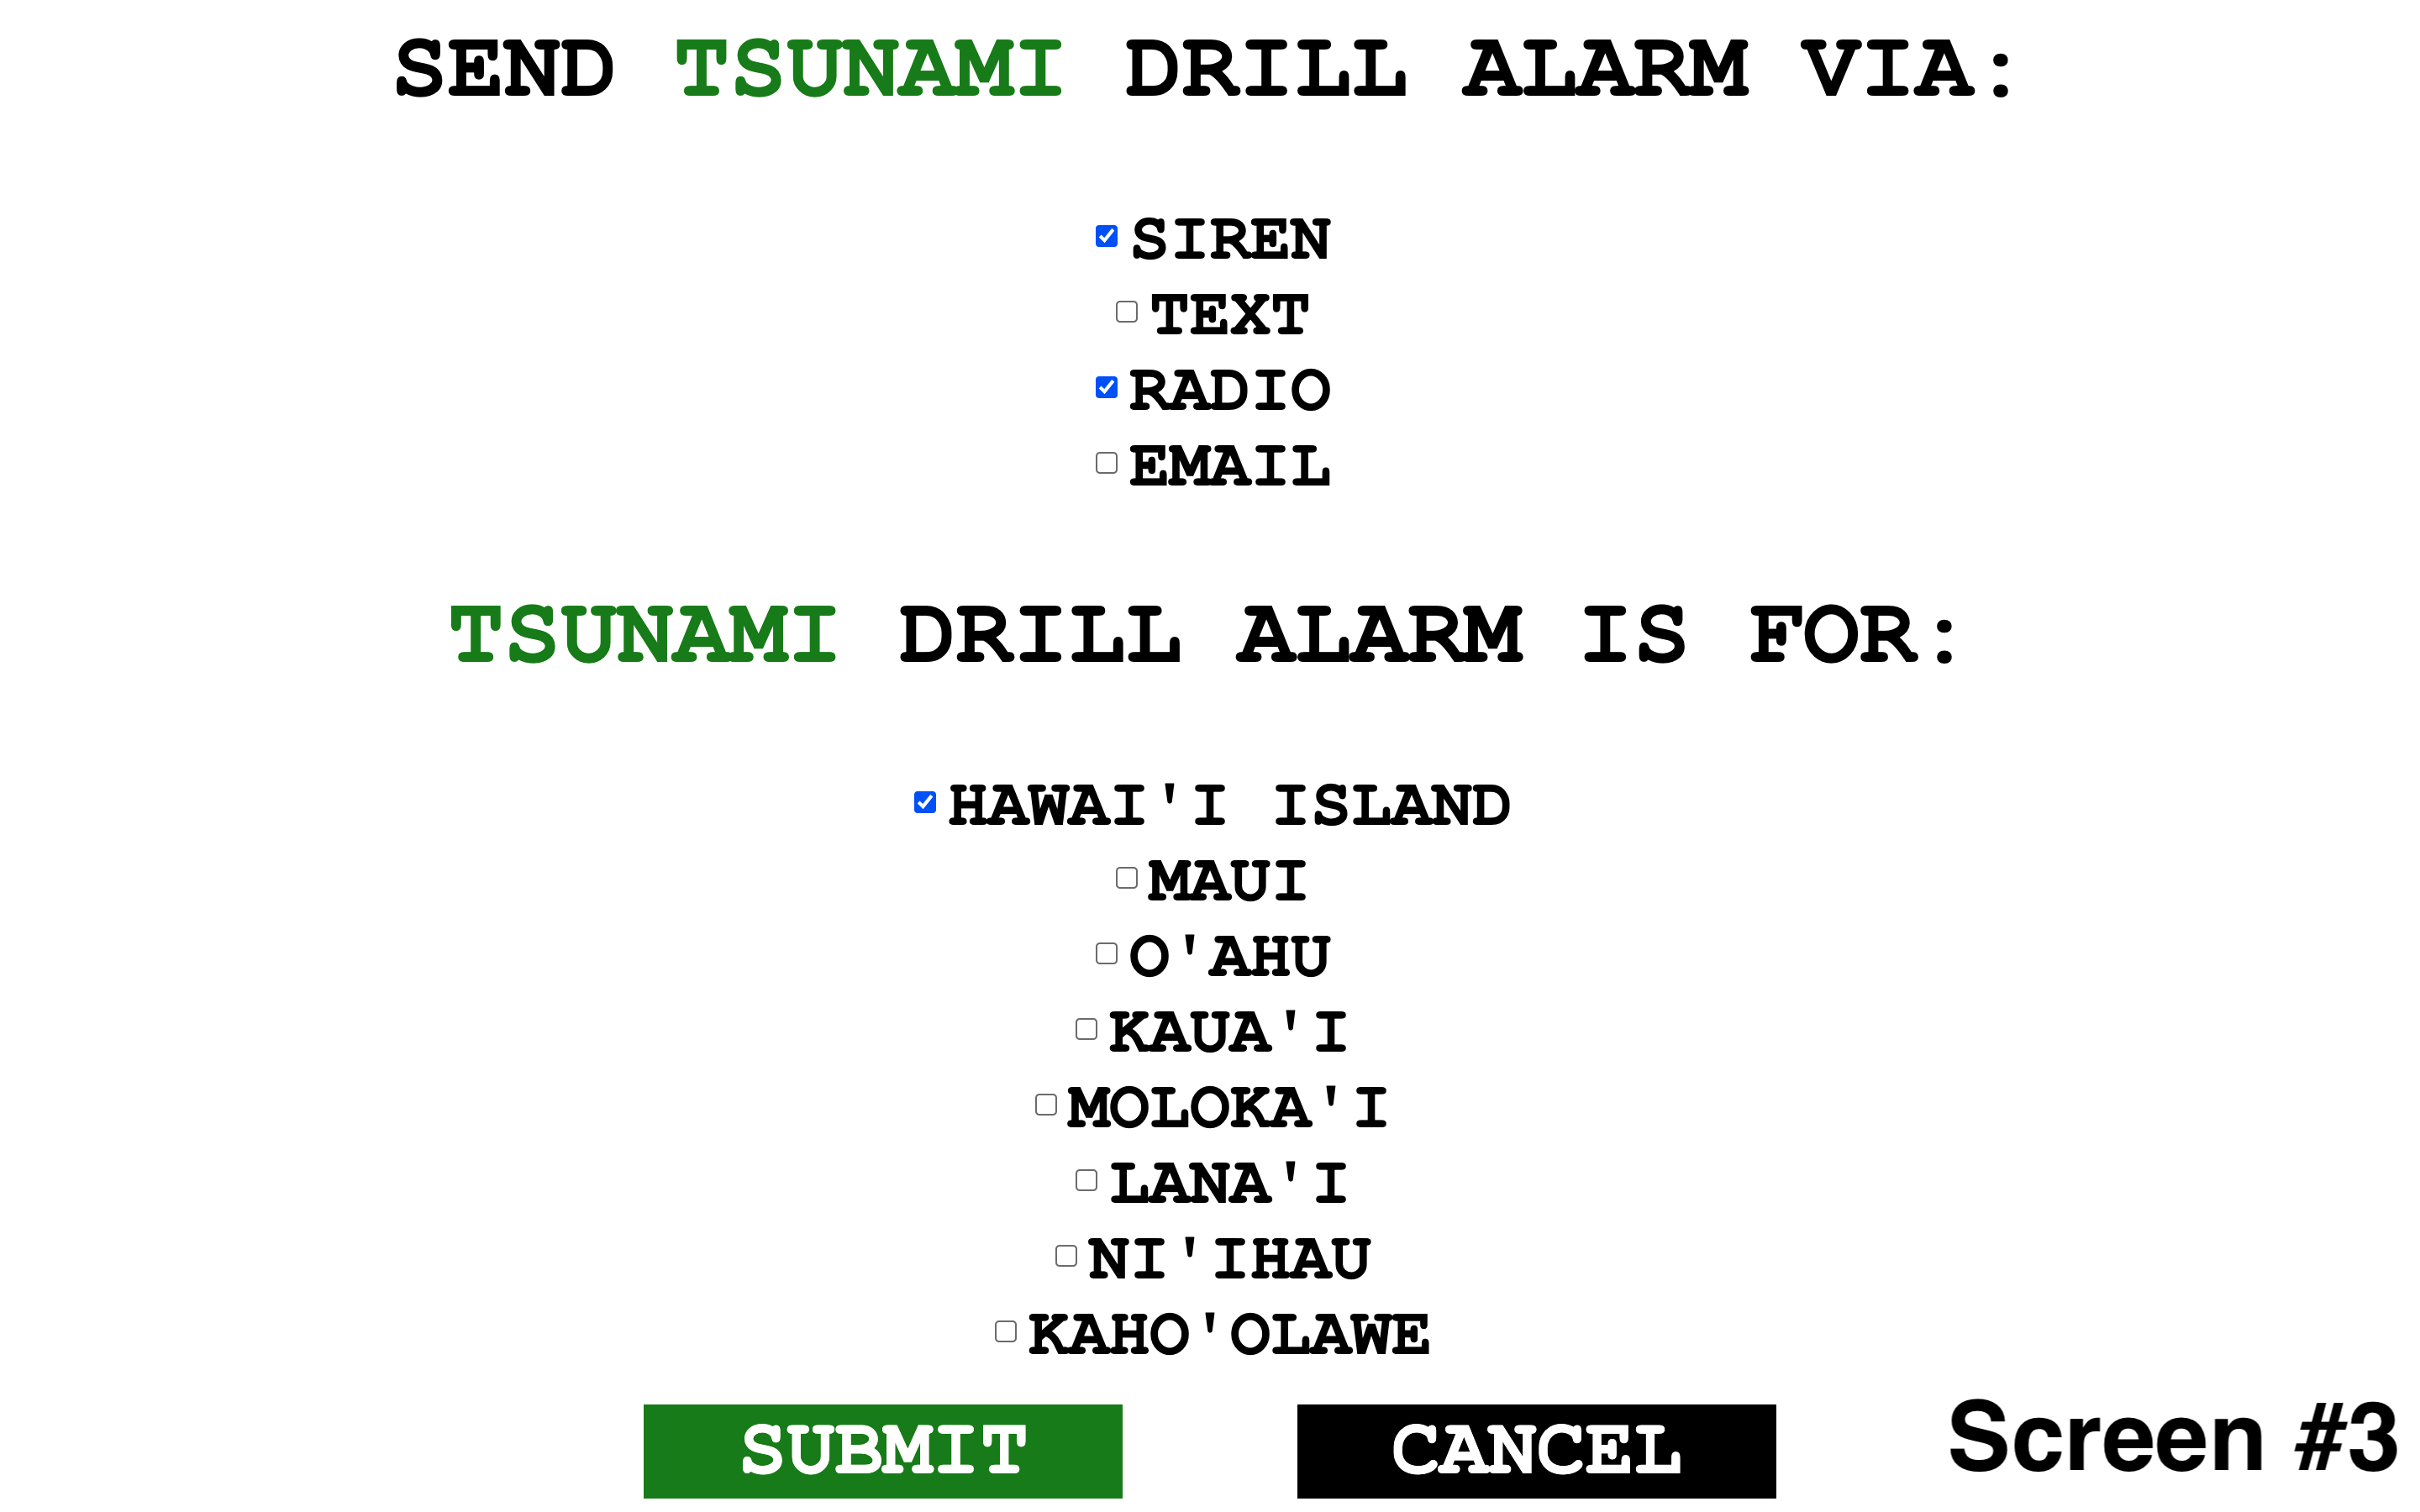 SEND TSUNAMI DRILL ALARM VIA:
SIREN
TEXT
RADIO
EMAIL
TSUNAMI DRILL ALARM IS FOR:
HAWAI'I ISLAND
MAUI
O'AHU
KAUA'I
MOLOKA'I
LANA'I
NI'IHAU
KAHO'OLAWE
SUBMIT CANCEL Screen #3